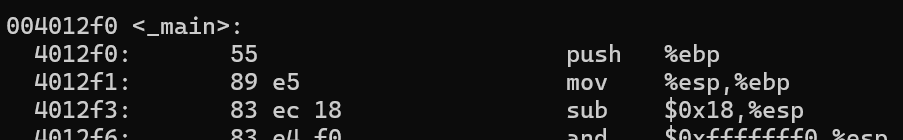 004012f0 <_main>:
4012f0: 55 push %ebp
4012f1: 89 e5 mov %esp,%ebp
4012f3: 83 ec 18 sub $0x18,%esp
4012f6: 83 e4 f0 and $0xfffffff0,%esp